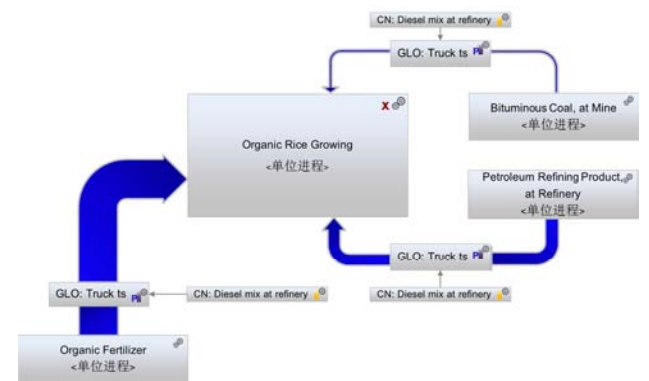 CN: Diesel mix at refinery
GLO: Truck ts
Bituminous Coal, at Mine
<单位进程>
Organic Rice Growing
<单位进程>
Petroleum Refining Product,
at Refinery
<单位进程>
GLO: Truck ts
CN: Diesel mix at refinery
GLO: Truck ts
CN: Diesel mix at refinery
Organic Fertilizer
<单位进程>